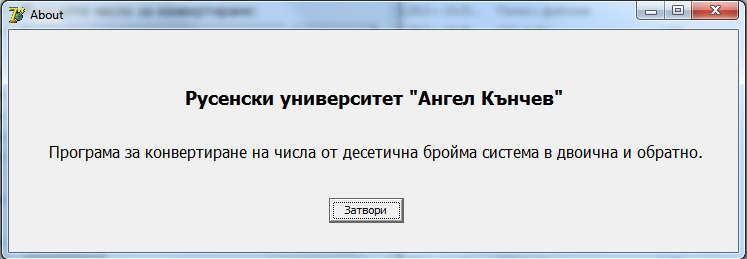 About
Русенски университет "Ангел Кънчев"
Програма за конвертиране на числа от десетична бройма система в двоична и обратно.
Затвори